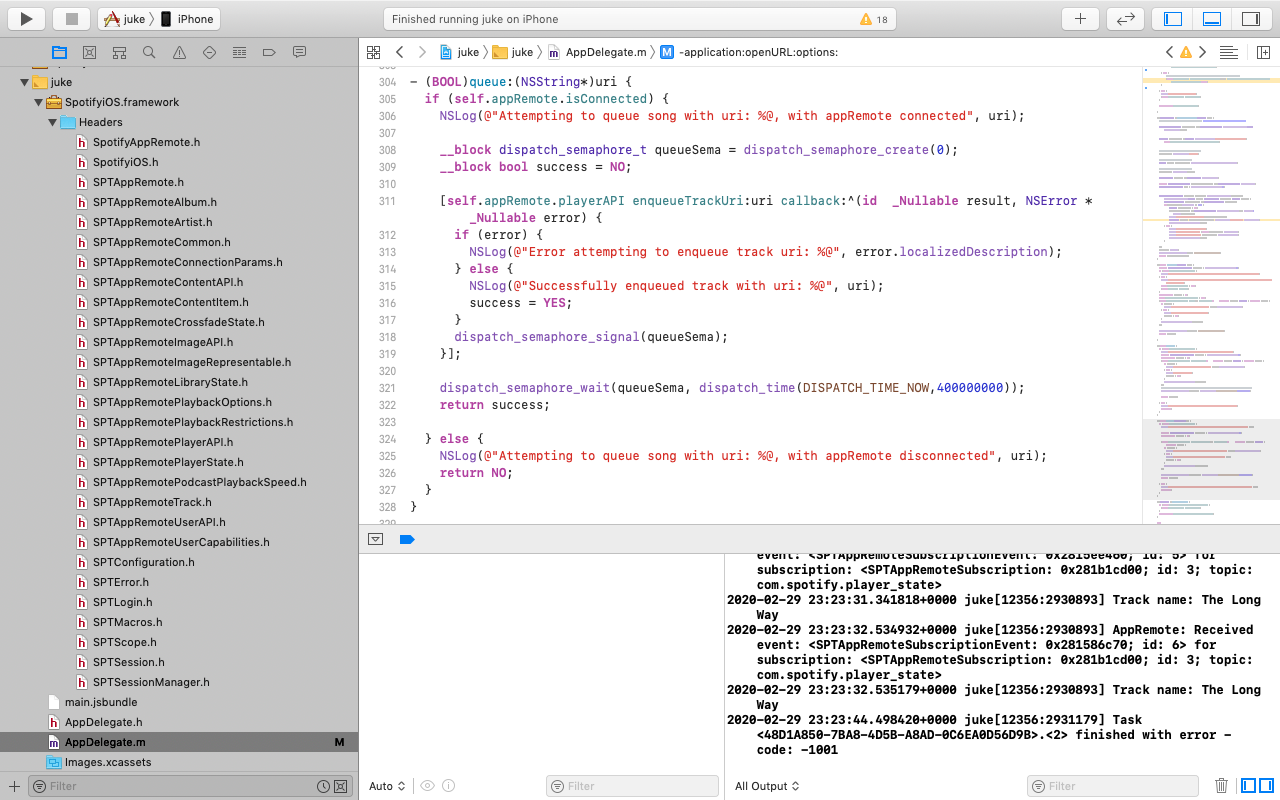 juke
iPhone
Finished running juke on iPhone
18
juke
juke
AppDelegate.m
M
-application:openURL:options:
juke
SpotifyiOS.framework
Headers
SpotifyAppRemote.h
SpotifyiOS.h
SPTAppRemote.h
SPTAppRemoteAlbum.h
SPTAppRemoteArtist.h
SPTAppRemoteCommon.h
SPTAppRemoteConnectionParams.h
SPTAppRemoteContentAPI.h
SPTAppRemoteContentItem.h
SPTAppRemoteCrossfadeState.h
SPTAppRemoteImageAPI.h
SPTAppRemoteImageRepresentable.h
SPTAppRemoteLibraryState.h
SPTAppRemotePlaybackOptions.h
SPTAppRemotePlaybackRestrictions.h
SPTAppRemotePlayerAPI.h
SPTAppRemotePlayerState.h
SPTAppRemotePodcastPlaybackSpeed.h
SPTAppRemoteTrack.h
SPTAppRemoteUserAPI.h
SPTAppRemoteUserCapabilities.h
SPTConfiguration.h
SPTError.h
SPTLogin.h
SPTMacros.h
SPTScope.h
SPTSession.h
SPTSessionManager.h
main.jsbundle
AppDelegate.h
AppDelegate.m M
Images.xcassets
Filter
304 - (BOOL)queue:(NSString*)uri {
305 if (self.appRemote.isConnected) {
306 NSLog(@"Attempting to queue song with uri: %@, with appRemote connected", uri);
307
308 __block dispatch_semaphore_t queueSema = dispatch_semaphore_create(0);
309 __block bool success = NO;
310
311 [self.appRemote.playerAPI enqueueTrackUri:uri callback:^(id  _Nullable result, NSError *
_Nullable error) {
312 if (error) {
313 NSLog(@"Error attempting to enqueue track uri: %@", error.localizedDescription);
314 } else {
315 NSLog(@"Successfully enqueued track with uri: %@", uri);
316 success = YES;
317 }
318 dispatch_semaphore_signal(queueSema);
319 }];
320
321 dispatch_semaphore_wait(queueSema, dispatch_time(DISPATCH_TIME_NOW,400000000));
322 return success;
323
324 } else {
325 NSLog(@"Attempting to queue song with uri: %@, with appRemote disconnected", uri);
326 return NO;
327 }
328 }
event: <SPTAppRemoteSubscriptionEvent: 0x2815ee400; id: 5> for
subscription: <SPTAppRemoteSubscription: 0x281b1cd00; id: 3; topic:
com.spotify.player_state>
2020-02-29 23:23:31.341818+0000 juke[12356:2930893] Track name: The Long
Way
2020-02-29 23:23:32.534932+0000 juke[12356:2930893] AppRemote: Received
event: <SPTAppRemoteSubscriptionEvent: 0x281586c70; id: 6> for
subscription: <SPTAppRemoteSubscription: 0x281b1cd00; id: 3; topic:
com.spotify.player_state>
2020-02-29 23:23:32.535179+0000 juke[12356:2930893] Track name: The Long
Way
2020-02-29 23:23:44.498420+0000 juke[12356:2931179] Task
<48D1A850-7BA8-4D5B-A8AD-0C6EA0D56D9B>.<2> finished with error -
code: -1001
Auto
Filter
All Output
Filter